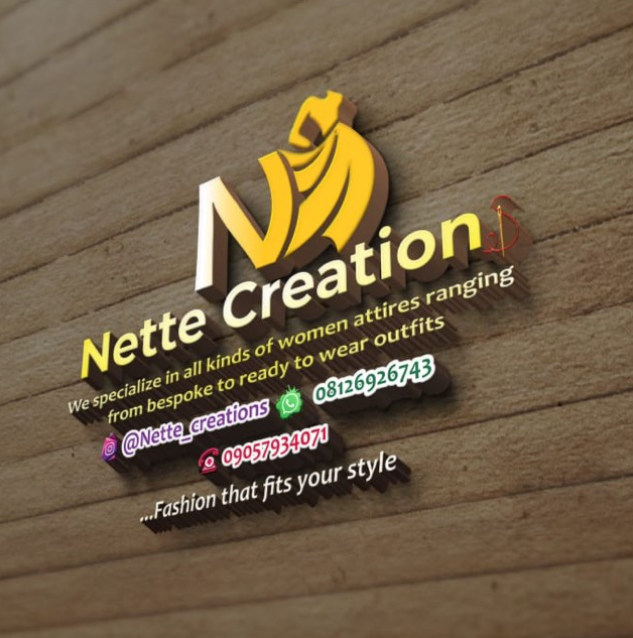 N
Nette Creations
We specialize in all kinds of women attires ranging
from bespoke to ready to wear outfits
@Nette_creations 08126926743
09057934071
...Fashion that fits your style